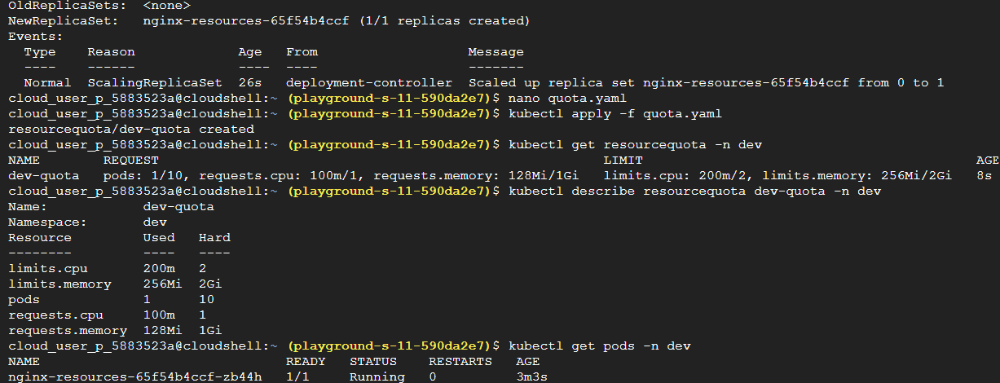 OldReplicaSets:  <none>
NewReplicaSet:   nginx-resources-65f54b4ccf (1/1 replicas created)
Events:
  Type    Reason             Age   From                   Message
  ----    ------             ----  ----                   -------
  Normal  ScalingReplicaSet  26s   deployment-controller  Scaled up replica set nginx-resources-65f54b4ccf from 0 to 1
cloud_user_p_5883523a@cloudshell:~ (playground-s-11-590da2e7)$ nano quota.yaml
cloud_user_p_5883523a@cloudshell:~ (playground-s-11-590da2e7)$ kubectl apply -f quota.yaml
resourcequota/dev-quota created
cloud_user_p_5883523a@cloudshell:~ (playground-s-11-590da2e7)$ kubectl get resourcequota -n dev
NAME        REQUEST                                                             LIMIT                                          AGE
dev-quota   pods: 1/10, requests.cpu: 100m/1, requests.memory: 128Mi/1Gi   limits.cpu: 200m/2, limits.memory: 256Mi/2Gi   8s
cloud_user_p_5883523a@cloudshell:~ (playground-s-11-590da2e7)$ kubectl describe resourcequota dev-quota -n dev
Name:            dev-quota
Namespace:       dev
Resource         Used   Hard
--------         ----   ----
limits.cpu       200m   2
limits.memory    256Mi  2Gi
pods             1      10
requests.cpu     100m   1
requests.memory  128Mi  1Gi
cloud_user_p_5883523a@cloudshell:~ (playground-s-11-590da2e7)$ kubectl get pods -n dev
NAME                               READY   STATUS    RESTARTS   AGE
nginx-resources-65f54b4ccf-zb44h   1/1     Running   0          3m3s